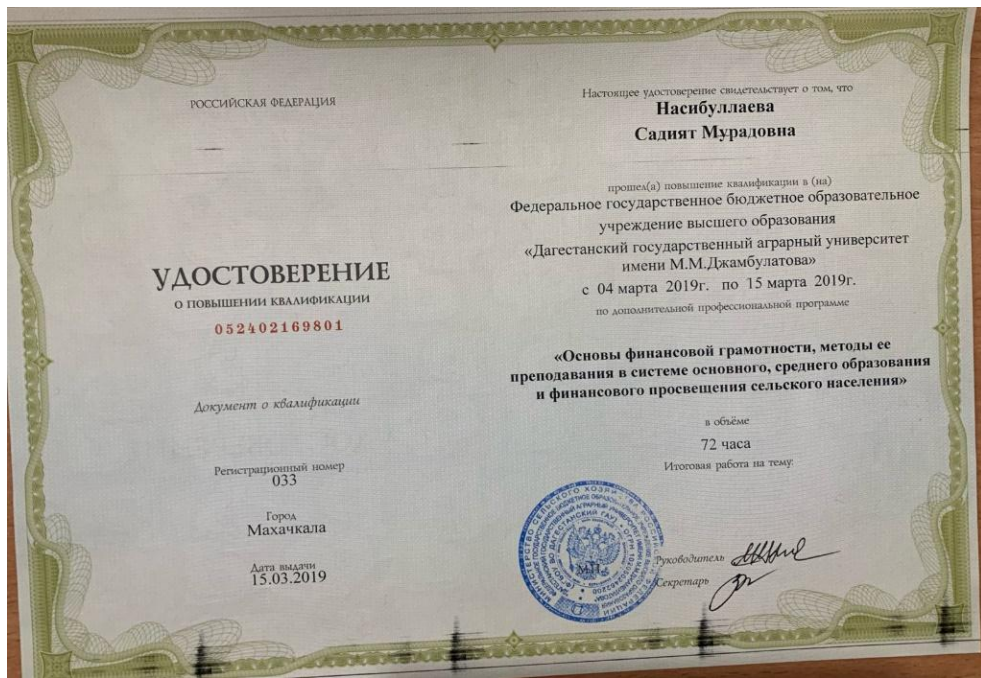 РОССИЙСКАЯ ФЕДЕРАЦИЯ
УДОСТОВЕРЕНИЕ
О ПОВЫШЕНИИ КВАЛИФИКАЦИИ
052402169801
Документ о квалификации
Регистрационный номер
033
Город
Махачкала
Дата выдачи
15.03.2019
Настоящее удостоверение свидетельствует о том, что
Насибуллаева
Садият Мурадовна
прошел(а) повышение квалификации в (на)
Федеральное государственное бюджетное образовательное
учреждение высшего образования
«Дагестанский государственный аграрный университет
имени М.М.Джамбулатова»
с 04 марта 2019г. по 15 марта 2019г.
по дополнительной профессиональной программе
«Основы финансовой грамотности, методы ее
преподавания в системе основного, среднего образования
и финансового просвещения сельского населения»
в объёме
72 часа
Итоговая работа на тему:
МП
Руководитель
Секретарь